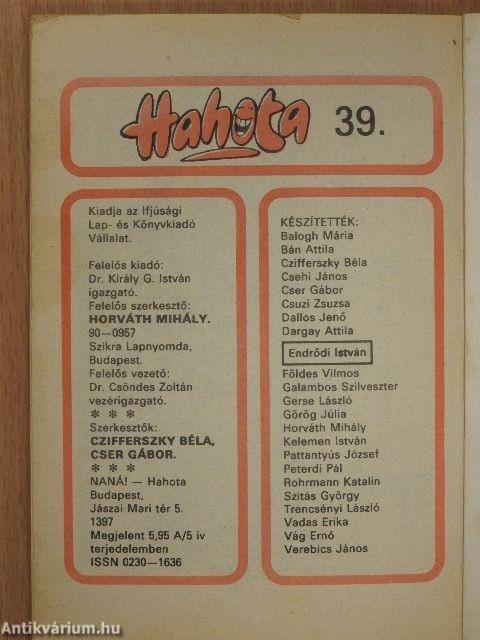 Hahota 39.
Kiadja az Ifjúsági
Lap- és Könyvkiadó
Vállalat.
Felelős kiadó:
Dr. Király G. István
igazgató.
Felelős szerkesztő:
HORVÁTH MIHÁLY.
90—0957
Szikra Lapnyomda,
Budapest.
Felelős vezető:
Dr. Csöndes Zoltán
vezérigazgató.
* * *
Szerkesztők:
CZIFFERSZKY BÉLA,
CSER GÁBOR.
* * *
NANÁ! — Hahota
Budapest,
Jászai Mari tér 5.
1397
Megjelent 5,95 A/5 ív
terjedelemben
ISSN 0230—1636
KÉSZÍTETTÉK:
Balogh Mária
Bán Attila
Czifferszky Béla
Csehi János
Cser Gábor
Csuzi Zsuzsa
Dallos Jenő
Dargay Attila
Endrődi István
Földes Vilmos
Galambos Szilveszter
Gerse László
Görög Júlia
Horváth Mihály
Kelemen István
Pattantyús József
Peterdi Pál
Rohrmann Katalin
Szitás György
Trencsényi László
Vadas Erika
Vág Ernő
Verebics János
Antikvárium.hu